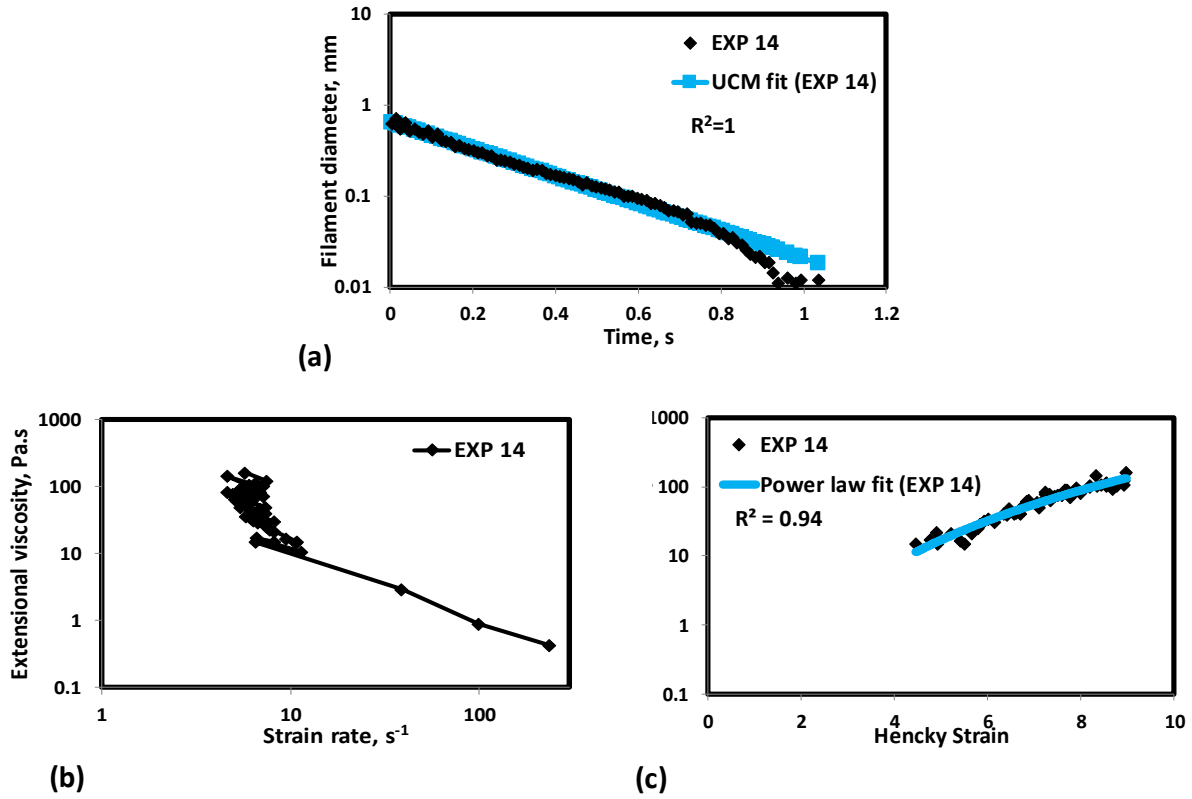 10
EXP 14
UCM fit (EXP 14)
1
R²=1
0.1
0.01
0 0.2 0.4 0.6 0.8 1 1.2
Filament diameter, mm
Time, s
(a)
1000
EXP 14
100
10
1
0.1
1 10 100
Extensional viscosity, Pa.s
Strain rate, s⁻¹
(b)
1000
EXP 14
100
Power law fit (EXP 14)
R² = 0.94
10
1
0.1
0 2 4 6 8 10
Hencky Strain
(c)